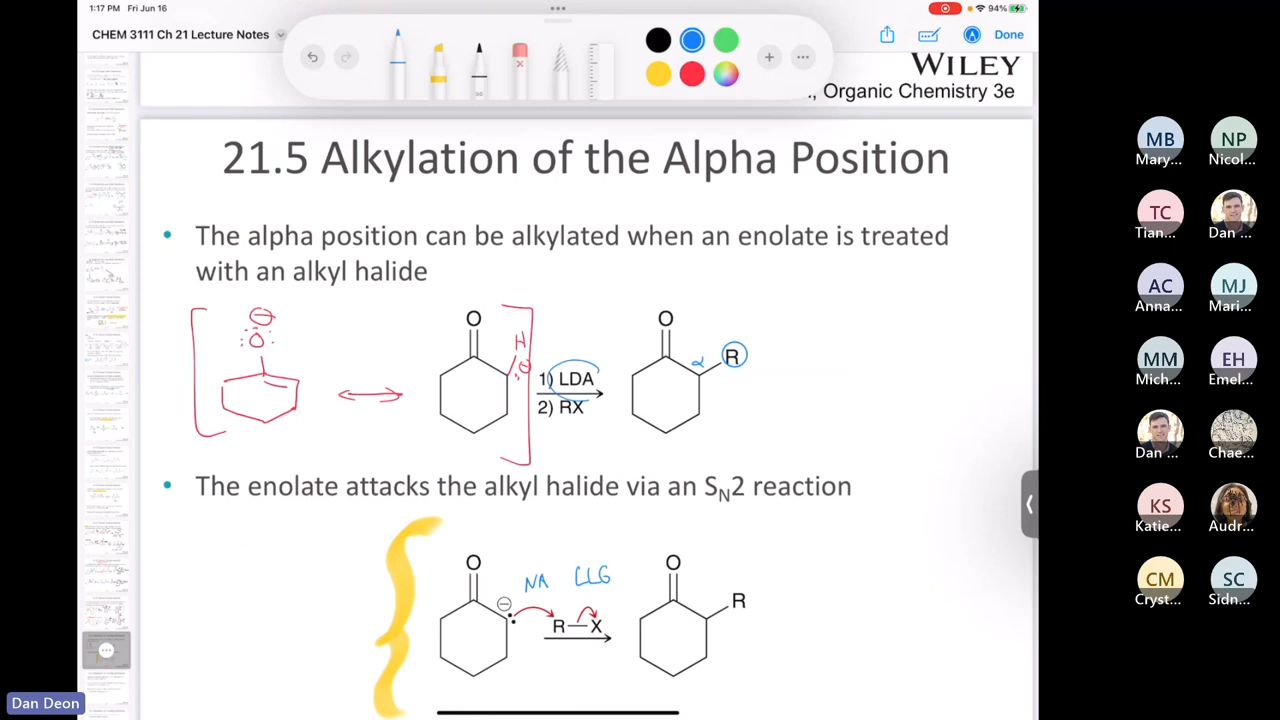 1:17 PM Fri Jun 16
94%
CHEM 3111 Ch 21 Lecture Notes
Done
WILEY
, Organic Chemistry 3e
21.5 Alkylation of the Alpha Position
• The alpha position can be alkylated when an enolate is treated
with an alkyl halide
O
O
H
O
1) LDA
2) RX
O
α
R
• The enolate attacks the alkyl halide via an SN2 reaction
O
NA LLG
R—X
O
R
Dan Deon
MB
Mary...
NP
Nicol...
TC
Tian...
Dan ...
AC
Anna...
MJ
Mari...
MM
Mich...
EH
Emel...
Dan ...
Chae...
KS
Katie...
Audr...
CM
Cryst...
SC
Sidn...